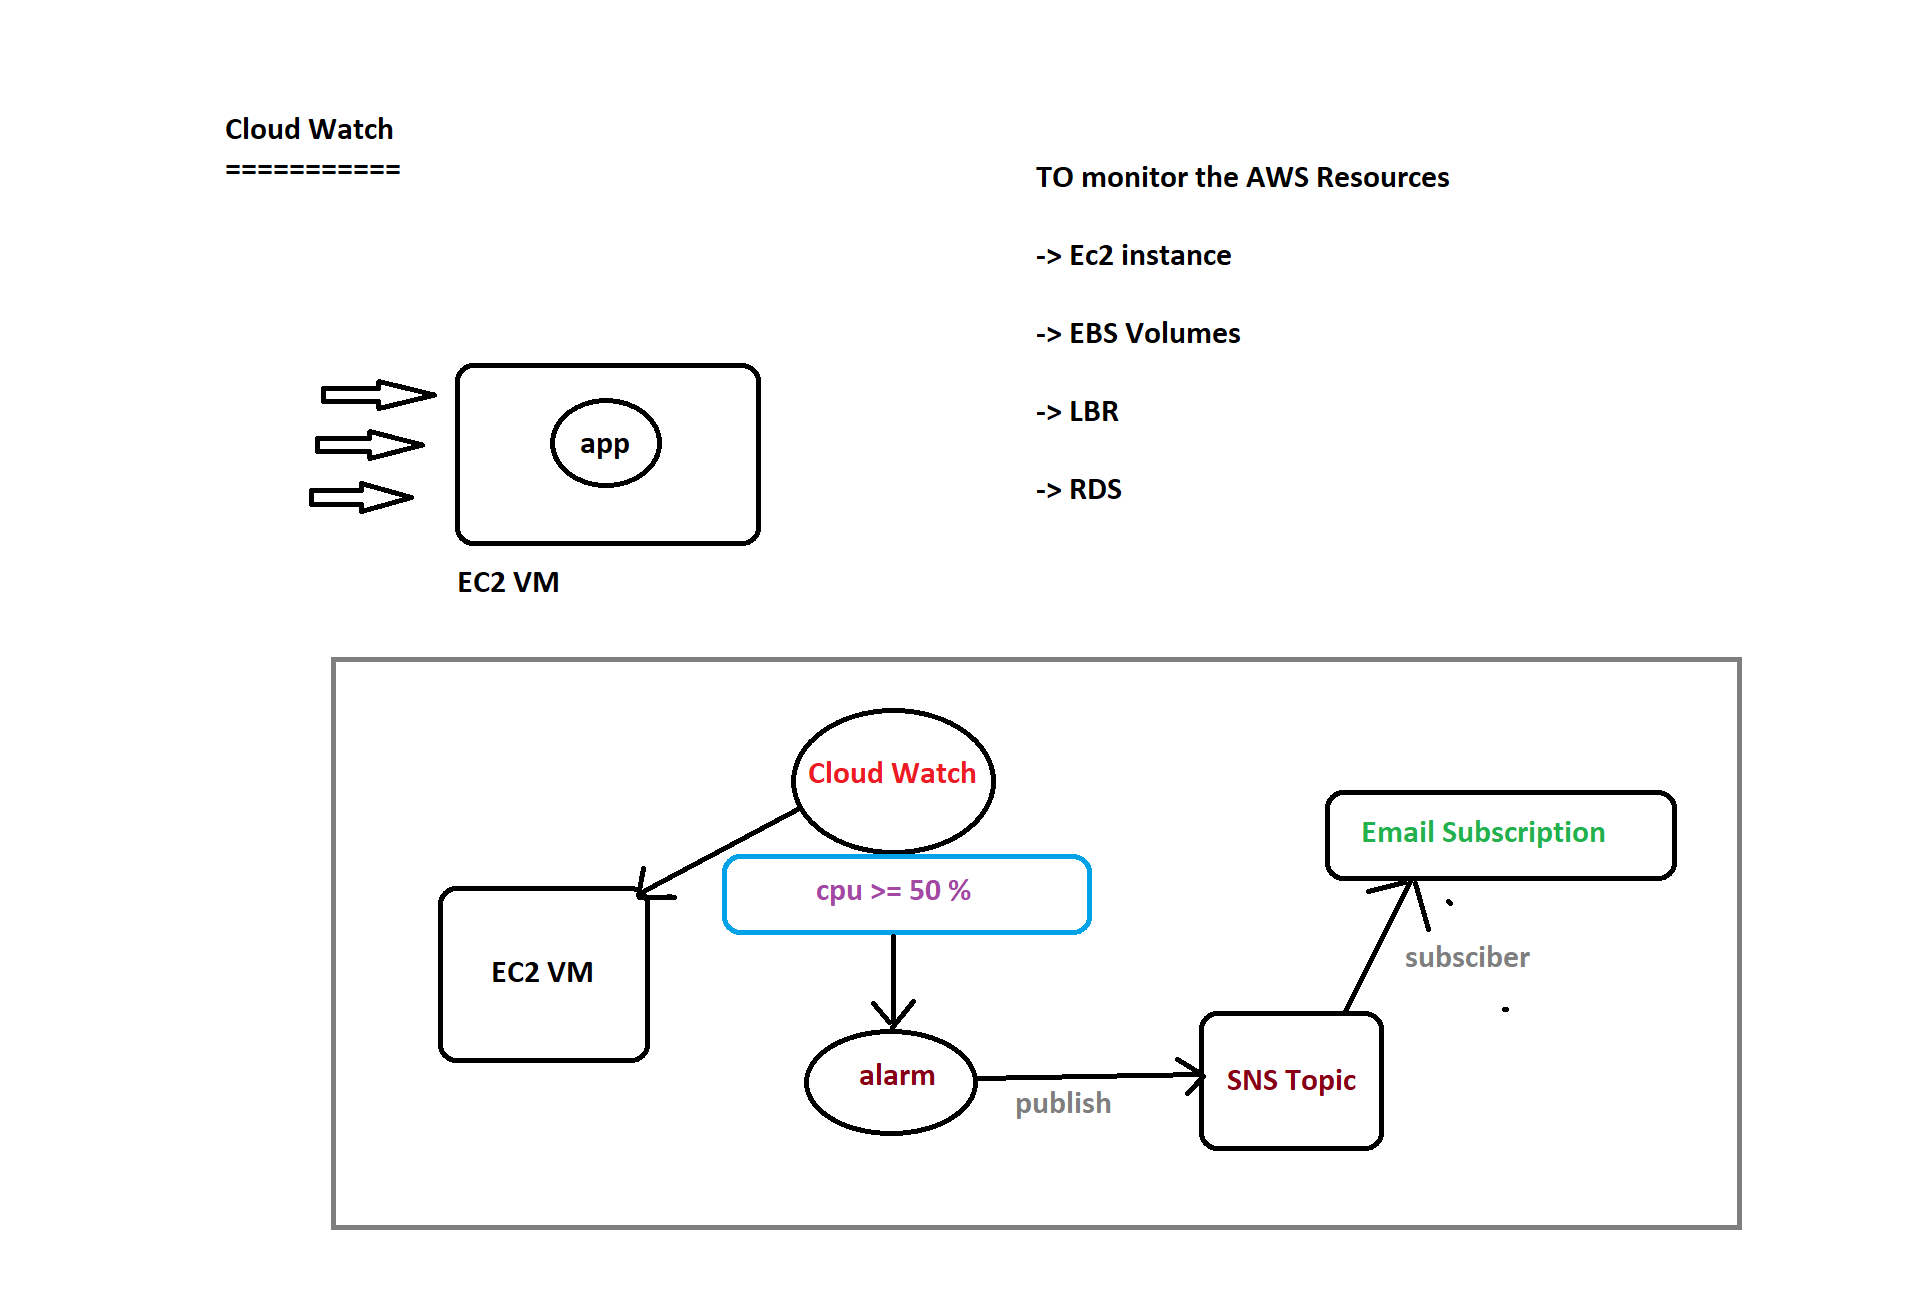 Cloud Watch
===========
TO monitor the AWS Resources
-> Ec2 instance
-> EBS Volumes
-> LBR
-> RDS
app
EC2 VM
Cloud Watch
cpu >= 50 %
EC2 VM
alarm
publish
SNS Topic
subsciber
Email Subscription